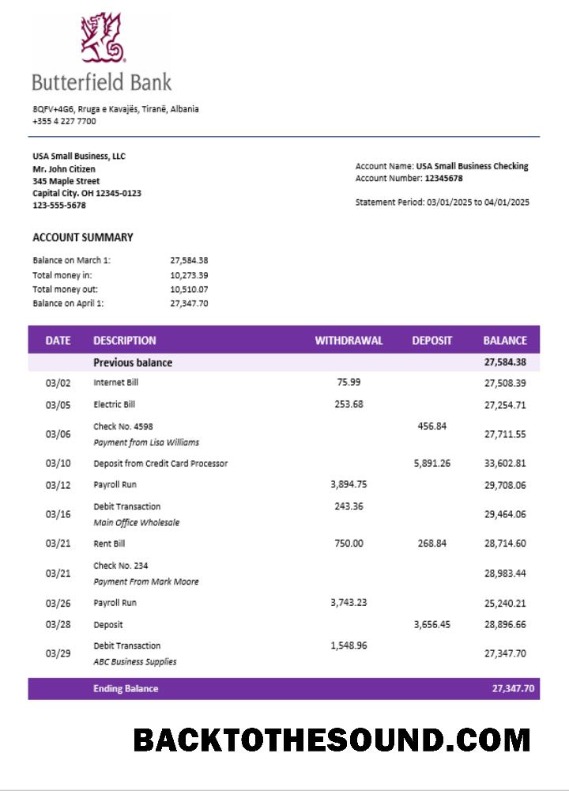 Butterfield Bank
8QFV+4G6, Rruga e Kavajës, Tiranë, Albania
+355 4 227 7700
USA Small Business, LLC
Mr. John Citizen
345 Maple Street
Capital City. OH 12345-0123
123-555-5678
Account Name: USA Small Business Checking
Account Number: 12345678
Statement Period: 03/01/2025 to 04/01/2025
ACCOUNT SUMMARY
Balance on March 1: 27,584.38
Total money in: 10,273.39
Total money out: 10,510.07
Balance on April 1: 27,347.70
DATE DESCRIPTION WITHDRAWAL DEPOSIT BALANCE
Previous balance 27,584.38
03/02 Internet Bill 75.99 27,508.39
03/05 Electric Bill 253.68 27,254.71
03/06 Check No. 4598 456.84 27,711.55
Payment from Lisa Williams
03/10 Deposit from Credit Card Processor 5,891.26 33,602.81
03/12 Payroll Run 3,894.75 29,708.06
03/16 Debit Transaction 243.36 29,464.06
Main Office Wholesale
03/21 Rent Bill 750.00 268.84 28,714.60
03/21 Check No. 234 28,983.44
Payment From Mark Moore
03/26 Payroll Run 3,743.23 25,240.21
03/28 Deposit 3,656.45 28,896.66
03/29 Debit Transaction 1,548.96 27,347.70
ABC Business Supplies
Ending Balance 27,347.70
BACKTOTHESOUND.COM